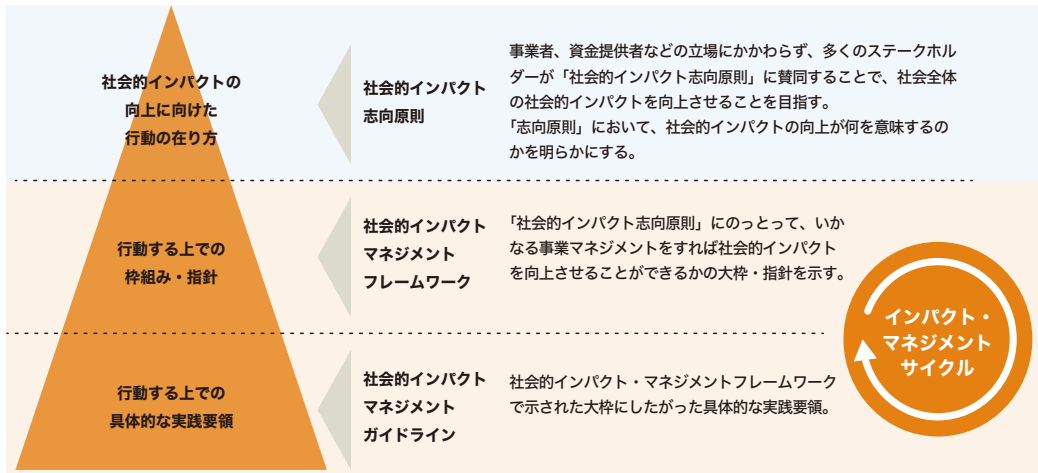 社会的インパクトの
向上に向けた
行動の在り方
社会的インパクト
志向原則
事業者、資金提供者などの立場にかかわらず、多くのステークホル
ダーが「社会的インパクト志向原則」に賛同することで、社会全体
の社会的インパクトを向上させることを目指す。
「志向原則」において、社会的インパクトの向上が何を意味するの
かを明らかにする。
行動する上での
枠組み・指針
社会的インパクト
マネジメント
フレームワーク
「社会的インパクト志向原則」にのっとって、いか
なる事業マネジメントをすれば社会的インパクト
を向上させることができるかの大枠・指針を示す。
行動する上での
具体的な実践要領
社会的インパクト
マネジメント
ガイドライン
社会的インパクト・マネジメントフレームワーク
で示された大枠にしたがった具体的な実践要領。
インパクト・
マネジメント
サイクル